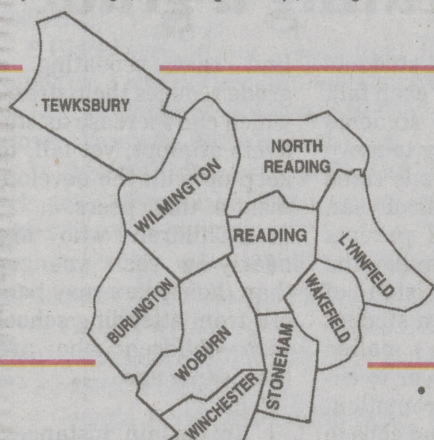 TEWKSBURY
NORTH
READING
WILMINGTON
READING
LYNNFIELD
WAKEFIELD
BURLINGTON
WOBURN
STONEHAM
WINCHESTER